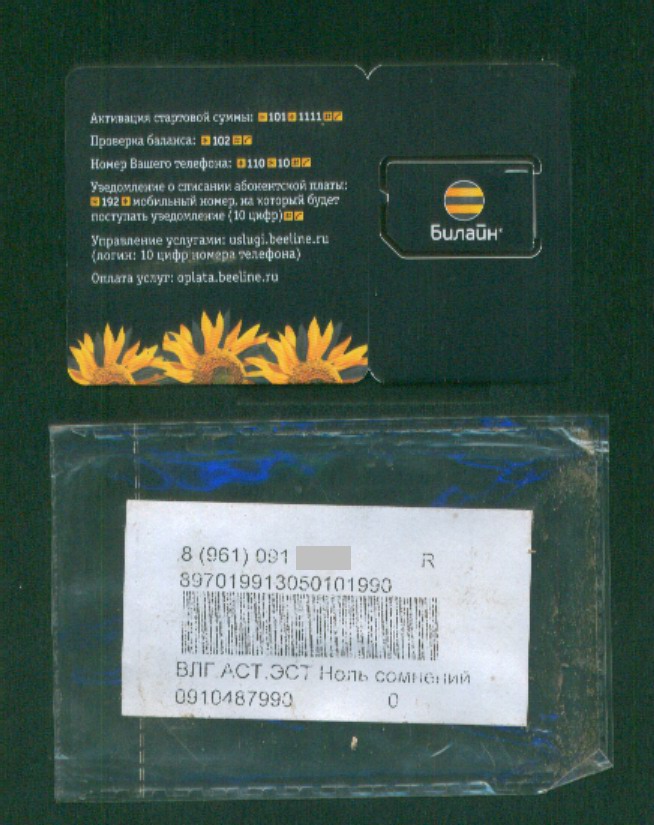 Активация стартовой суммы: *101*1111#
Проверка баланса: *102#
Номер Вашего телефона: *110*10#
Уведомление о списании абонентской платы:
*192* мобильный номер, на который будет
поступать уведомление (10 цифр)#
Управление услугами: uslugi.beeline.ru
(логин: 10 цифр номера телефона)
Оплата услуг: oplata.beeline.ru
Билайн®
8 (961) 091
R
897019913050101990
ВЛГ.АСТ.ЭСТ Ноль сомнений
0910487990 0